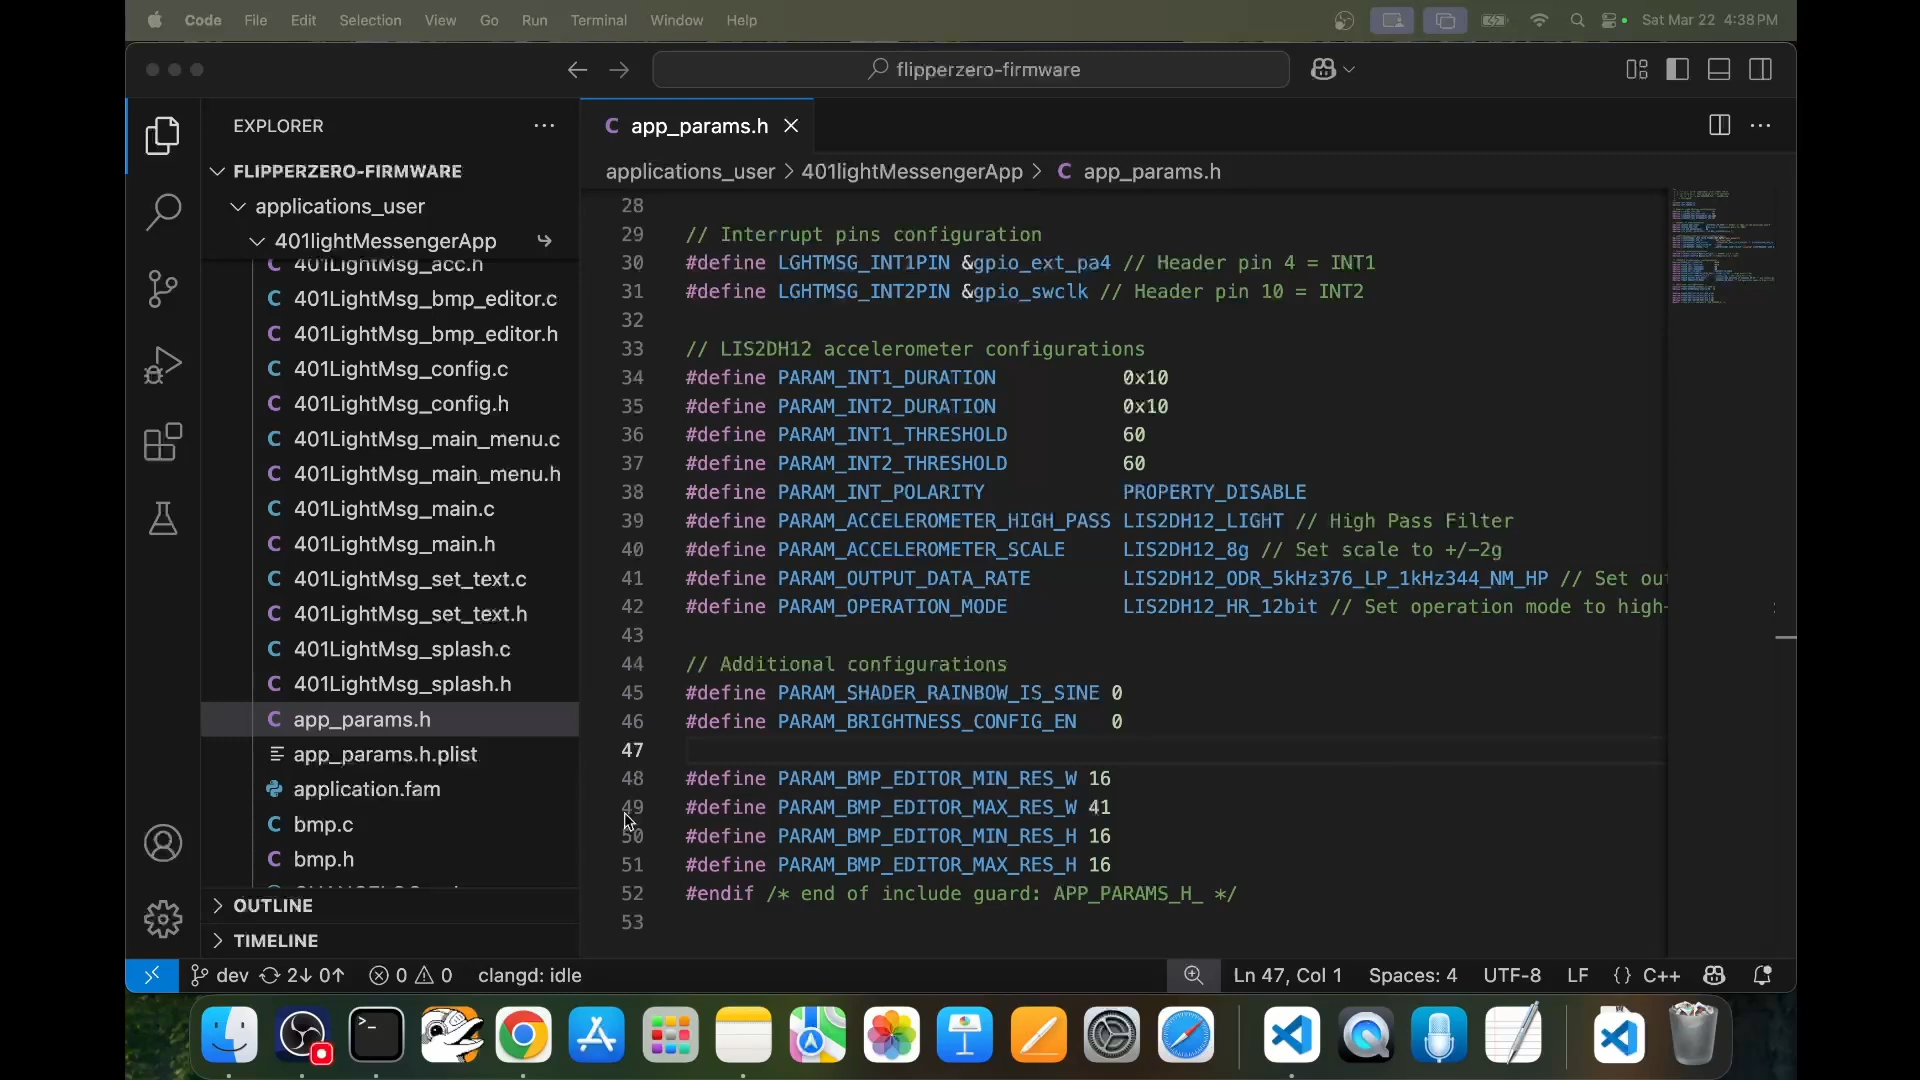 Code File Edit Selection View Go Run Terminal Window Help Sat Mar 22 4:38 PM
flipperzero-firmware
EXPLORER
app_params.h
FLIPPERZERO-FIRMWARE
applications_user > 401lightMessengerApp > C app_params.h
applications_user
401lightMessengerApp
C 401LightMsg_acc.h
C 401LightMsg_bmp_editor.c
C 401LightMsg_bmp_editor.h
C 401LightMsg_config.c
C 401LightMsg_config.h
C 401LightMsg_main_menu.c
C 401LightMsg_main_menu.h
C 401LightMsg_main.c
C 401LightMsg_main.h
C 401LightMsg_set_text.c
C 401LightMsg_set_text.h
C 401LightMsg_splash.c
C 401LightMsg_splash.h
C app_params.h
app_params.h.plist
application.fam
C bmp.c
C bmp.h
OUTLINE
TIMELINE
28
29 // Interrupt pins configuration
30 #define LGHTMSG_INT1PIN &gpio_ext_pa4 // Header pin 4 = INT1
31 #define LGHTMSG_INT2PIN &gpio_swclk // Header pin 10 = INT2
32
33 // LIS2DH12 accelerometer configurations
34 #define PARAM_INT1_DURATION 0x10
35 #define PARAM_INT2_DURATION 0x10
36 #define PARAM_INT1_THRESHOLD 60
37 #define PARAM_INT2_THRESHOLD 60
38 #define PARAM_INT_POLARITY PROPERTY_DISABLE
39 #define PARAM_ACCELEROMETER_HIGH_PASS LIS2DH12_LIGHT // High Pass Filter
40 #define PARAM_ACCELEROMETER_SCALE LIS2DH12_8g // Set scale to +/-2g
41 #define PARAM_OUTPUT_DATA_RATE LIS2DH12_ODR_5kHz376_LP_1kHz344_NM_HP // Set out
42 #define PARAM_OPERATION_MODE LIS2DH12_HR_12bit // Set operation mode to high-
43
44 // Additional configurations
45 #define PARAM_SHADER_RAINBOW_IS_SINE 0
46 #define PARAM_BRIGHTNESS_CONFIG_EN 0
47
48 #define PARAM_BMP_EDITOR_MIN_RES_W 16
49 #define PARAM_BMP_EDITOR_MAX_RES_W 41
50 #define PARAM_BMP_EDITOR_MIN_RES_H 16
51 #define PARAM_BMP_EDITOR_MAX_RES_H 16
52 #endif /* end of include guard: APP_PARAMS_H_ */
53
dev 2↓ 0↑ 0 0 clangd: idle Ln 47, Col 1 Spaces: 4 UTF-8 LF {} C++